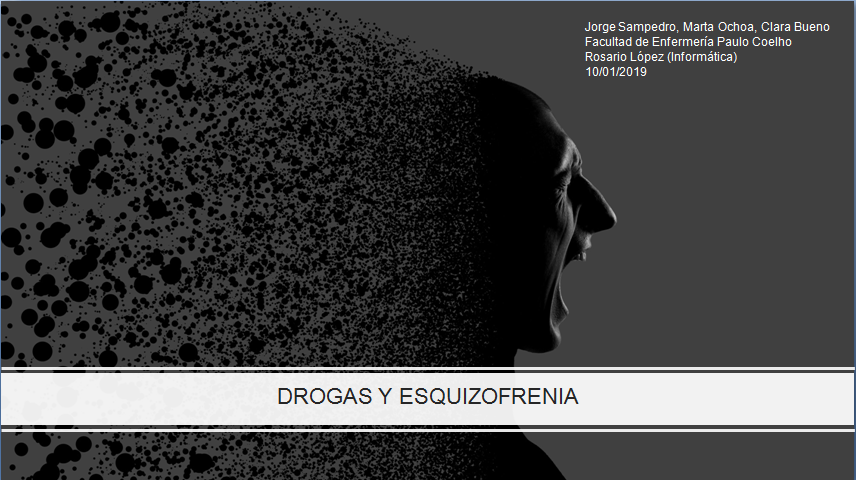 Jorge Sampedro, Marta Ochoa, Clara Bueno
Facultad de Enfermería Paulo Coelho
Rosario López (Informática)
10/01/2019
DROGAS Y ESQUIZOFRENIA